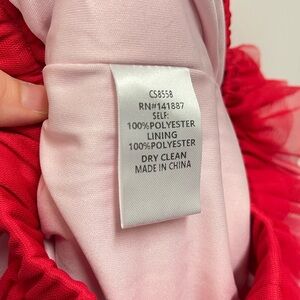 CS8558
RN#141887
SELF:
100%POLYESTER
LINING
100%POLYESTER
DRY CLEAN
MADE IN CHINA